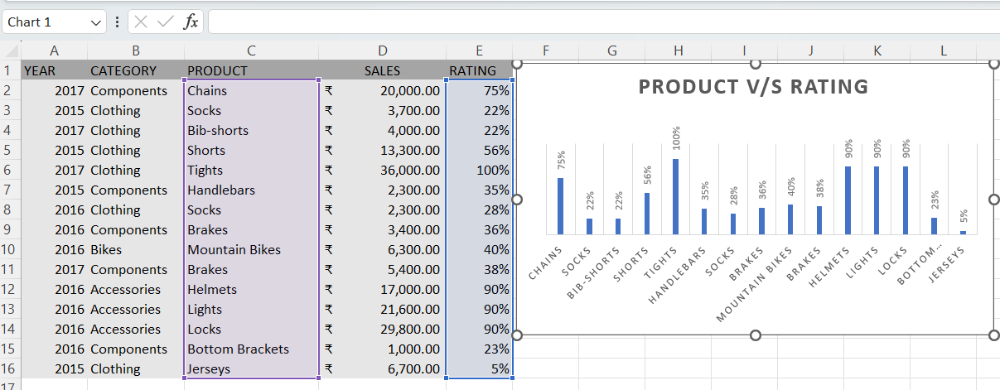 Chart 1 fx
A B C D E F G H I J K L
1 YEAR CATEGORY PRODUCT SALES RATING
2 2017 Components Chains ₹ 20,000.00 75%
3 2015 Clothing Socks ₹ 3,700.00 22%
4 2017 Clothing Bib-shorts ₹ 4,000.00 22%
5 2015 Clothing Shorts ₹ 13,300.00 56%
6 2017 Clothing Tights ₹ 36,000.00 100%
7 2015 Components Handlebars ₹ 2,300.00 35%
8 2016 Clothing Socks ₹ 2,300.00 28%
9 2016 Components Brakes ₹ 3,400.00 36%
10 2016 Bikes Mountain Bikes ₹ 6,300.00 40%
11 2017 Components Brakes ₹ 5,400.00 38%
12 2016 Accessories Helmets ₹ 17,000.00 90%
13 2016 Accessories Lights ₹ 21,600.00 90%
14 2016 Accessories Locks ₹ 29,800.00 90%
15 2016 Components Bottom Brackets ₹ 1,000.00 23%
16 2015 Clothing Jerseys ₹ 6,700.00 5%
17
PRODUCT V/S RATING
75% 22% 22% 56% 100% 35% 28% 36% 40% 38% 90% 90% 90% 23% 5%
CHAINS SOCKS BIB-SHORTS SHORTS TIGHTS HANDLEBARS SOCKS BRAKES MOUNTAIN BIKES BRAKES HELMETS LIGHTS LOCKS BOTTOM... JERSEYS